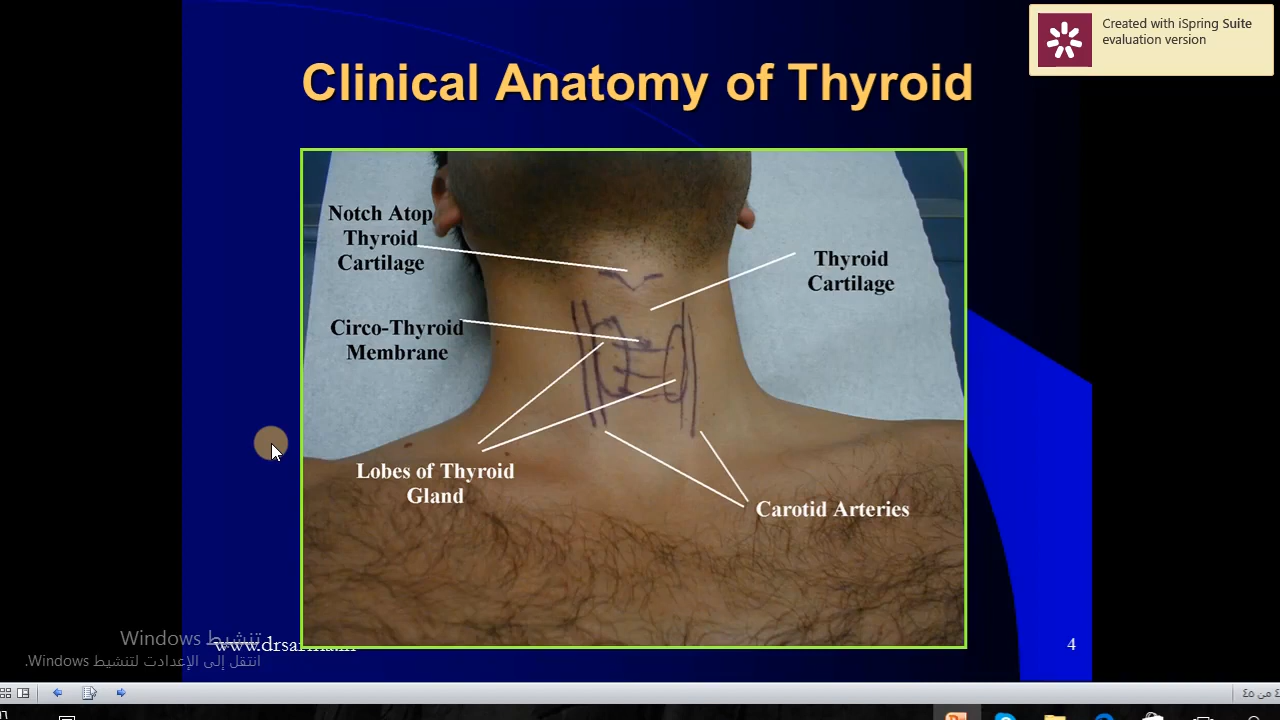 Created with iSpring Suite
evaluation version
Clinical Anatomy of Thyroid
Notch Atop
Thyroid
Cartilage
Thyroid
Cartilage
Circo-Thyroid
Membrane
Lobes of Thyroid
Gland
Carotid Arteries
تنشيط Windows
انتقل إلى الإعدادت لتنشيط Windows.
4